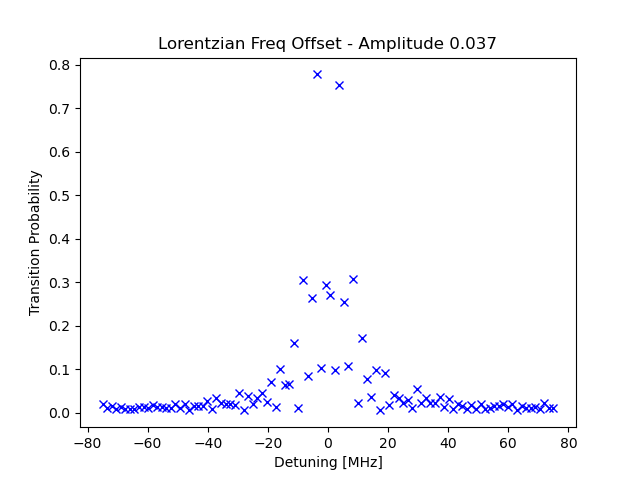 Lorentzian Freq Offset - Amplitude 0.037
Transition Probability
0.8
0.7
0.6
0.5
0.4
0.3
0.2
0.1
0.0
−80 −60 −40 −20 0 20 40 60 80
Detuning [MHz]